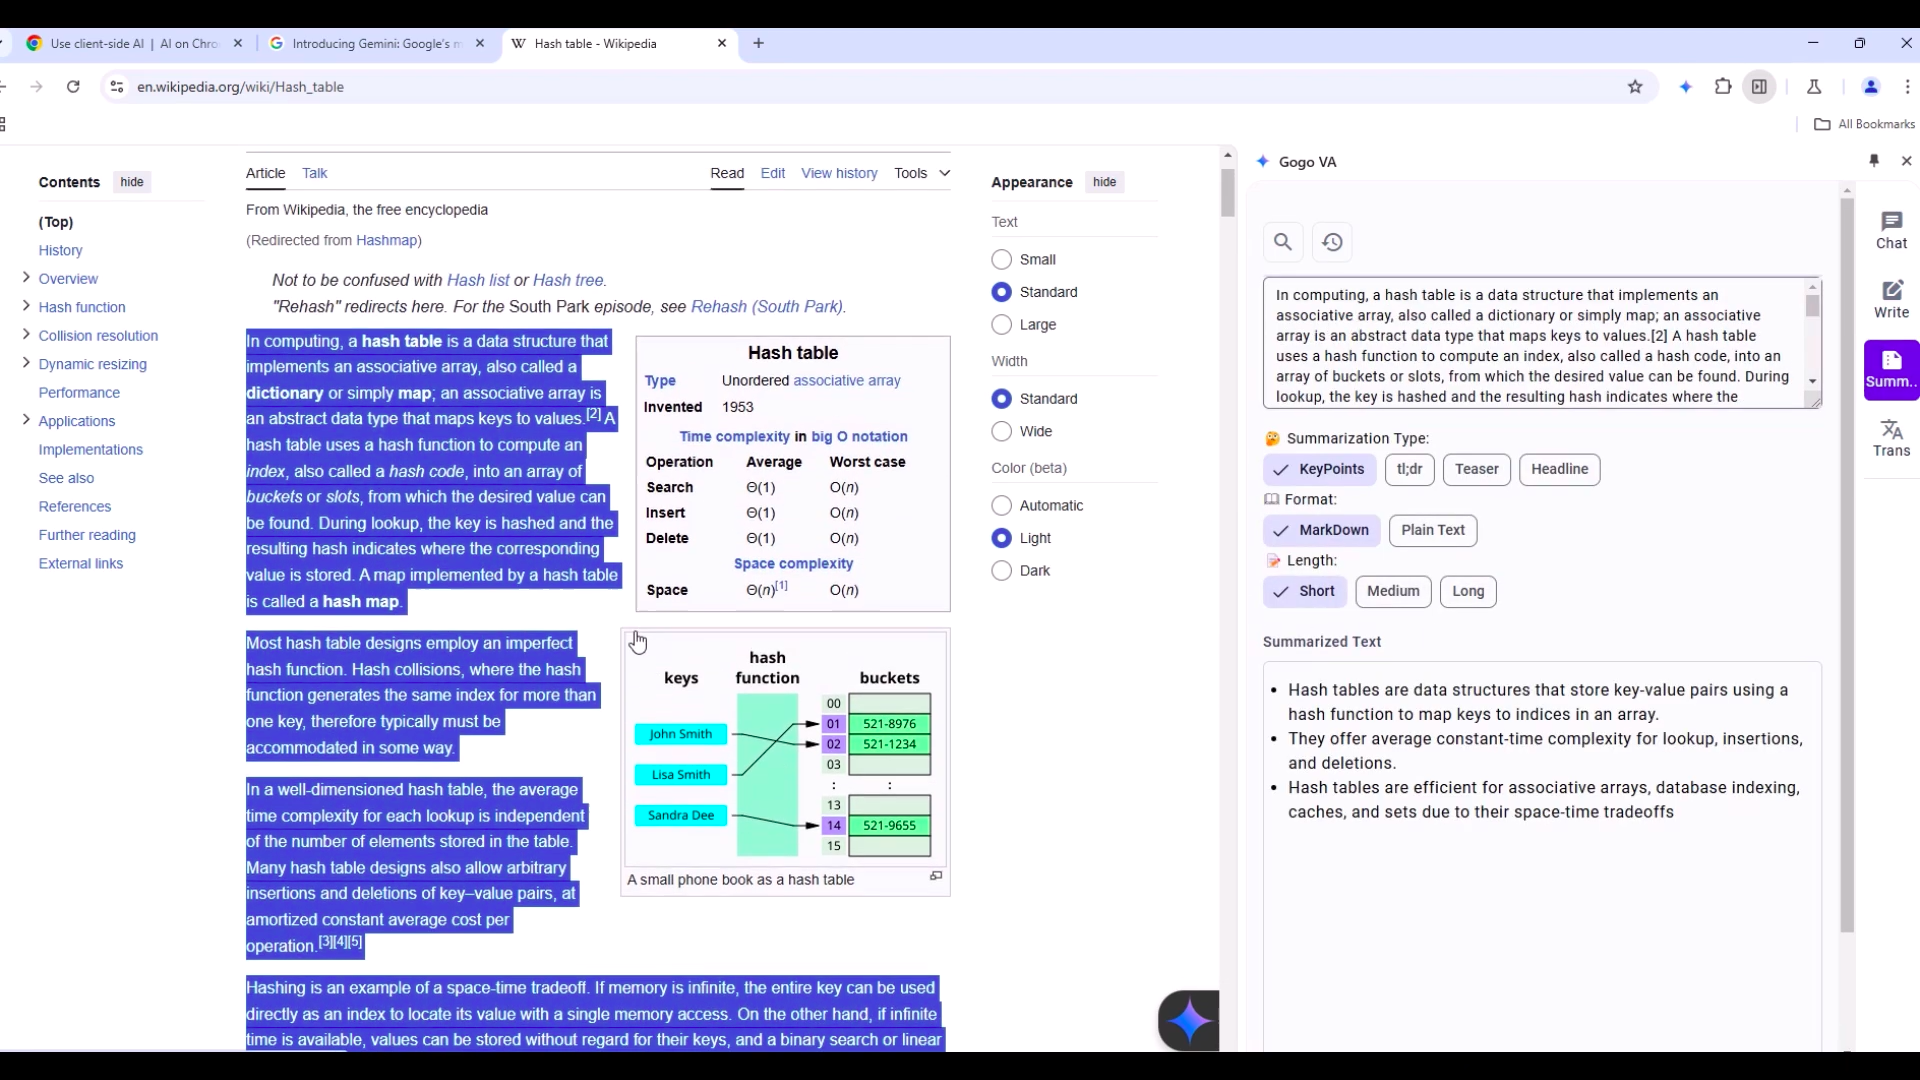 Use client-side AI | AI on Chro
Introducing Gemini: Google's m
Hash table - Wikipedia
en.wikipedia.org/wiki/Hash_table
All Bookmarks
Contents
hide
(Top)
History
Overview
Hash function
Collision resolution
Dynamic resizing
Performance
Applications
Implementations
See also
References
Further reading
External links
Article
Talk
Read
Edit
View history
Tools
From Wikipedia, the free encyclopedia
(Redirected from Hashmap)
Not to be confused with Hash list or Hash tree.
"Rehash" redirects here. For the South Park episode, see Rehash (South Park).
In computing, a hash table is a data structure that
implements an associative array, also called a
dictionary or simply map; an associative array is
an abstract data type that maps keys to values.[2] A
hash table uses a hash function to compute an
index, also called a hash code, into an array of
buckets or slots, from which the desired value can
be found. During lookup, the key is hashed and the
resulting hash indicates where the corresponding
value is stored. A map implemented by a hash table
is called a hash map.
Most hash table designs employ an imperfect
hash function. Hash collisions, where the hash
function generates the same index for more than
one key, therefore typically must be
accommodated in some way.
In a well-dimensioned hash table, the average
time complexity for each lookup is independent
of the number of elements stored in the table.
Many hash table designs also allow arbitrary
insertions and deletions of key–value pairs, at
amortized constant average cost per
operation.[3][4][5]
Hashing is an example of a space-time tradeoff. If memory is infinite, the entire key can be used
directly as an index to locate its value with a single memory access. On the other hand, if infinite
time is available, values can be stored without regard for their keys, and a binary search or linear
Hash table
Type Unordered associative array
Invented 1953
Time complexity in big O notation
Operation Average Worst case
Search Θ(1) O(n)
Insert Θ(1) O(n)
Delete Θ(1) O(n)
Space complexity
Space Θ(n)[1] O(n)
keys
hash
function
buckets
John Smith
Lisa Smith
Sandra Dee
00
01 521-8976
02 521-1234
03
: :
13
14 521-9655
15
A small phone book as a hash table
Appearance
hide
Text
Small
Standard
Large
Width
Standard
Wide
Color (beta)
Automatic
Light
Dark
Gogo VA
In computing, a hash table is a data structure that implements an
associative array, also called a dictionary or simply map; an associative
array is an abstract data type that maps keys to values.[2] A hash table
uses a hash function to compute an index, also called a hash code, into an
array of buckets or slots, from which the desired value can be found. During
lookup, the key is hashed and the resulting hash indicates where the
Summarization Type:
KeyPoints
tl;dr
Teaser
Headline
Format:
MarkDown
Plain Text
Length:
Short
Medium
Long
Summarized Text
• Hash tables are data structures that store key-value pairs using a
hash function to map keys to indices in an array.
• They offer average constant-time complexity for lookup, insertions,
and deletions.
• Hash tables are efficient for associative arrays, database indexing,
caches, and sets due to their space-time tradeoffs
Chat
Write
Summ..
Trans